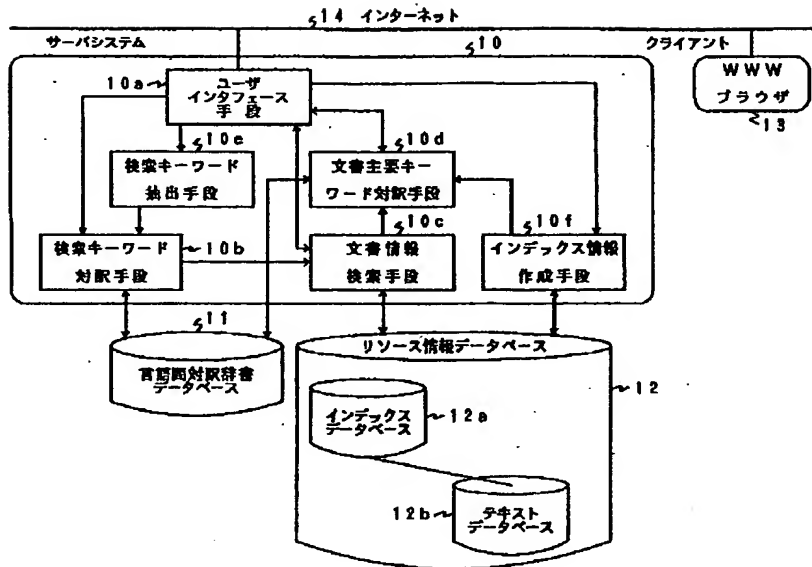 14 インターネット
サーバシステム
10
クライアント
10a
ユーザ
インタフェース
手段
WWW
ブラウザ
13
10e
検索キーワード
抽出手段
10d
文書主要キー
ワード対訳手段
10b
検索キーワード
対訳手段
10c
文書情報
検索手段
10f
インデックス情報
作成手段
11
言語間対訳辞書
データベース
リソース情報データベース
12
インデックス
データベース
12a
12b
テキスト
データベース